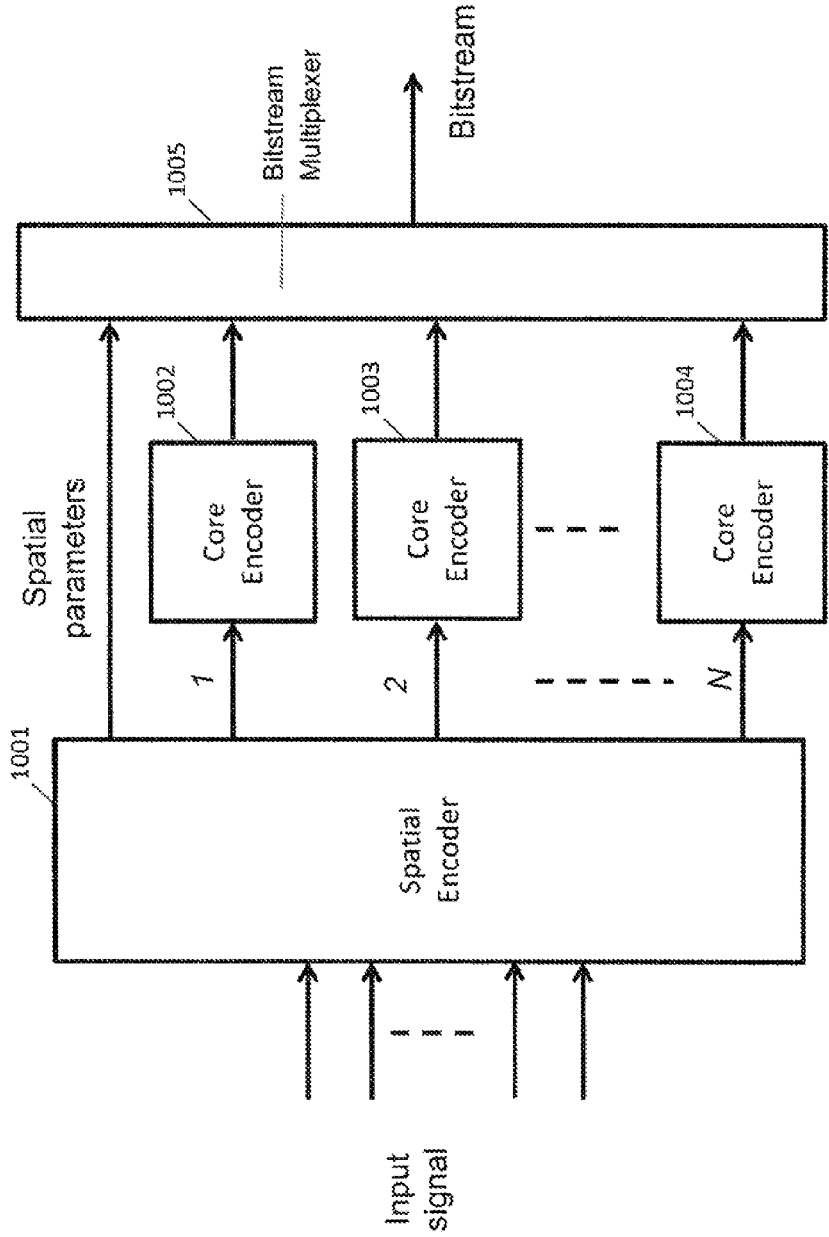 Input
signal
1001
Spatial
Encoder
Spatial
parameters
1
2
N
1002
Core
Encoder
1003
Core
Encoder
1004
Core
Encoder
1005
Bitstream
Multiplexer
Bitstream